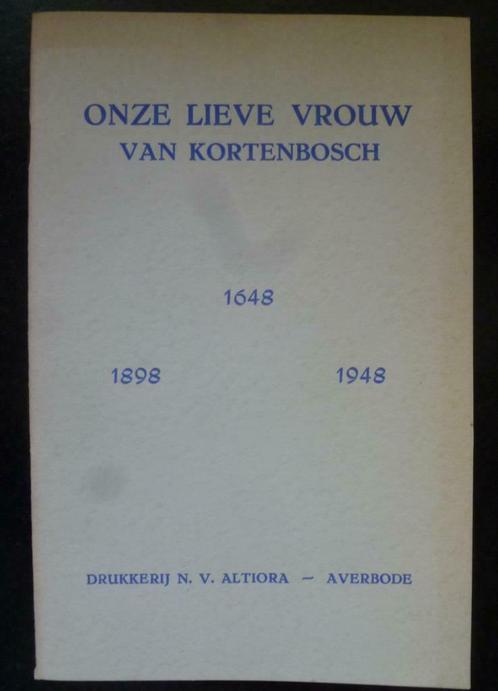 ONZE LIEVE VROUW
VAN KORTENBOSCH
1648
1898 1948
DRUKKERIJ N. V. ALTIORA — AVERBODE